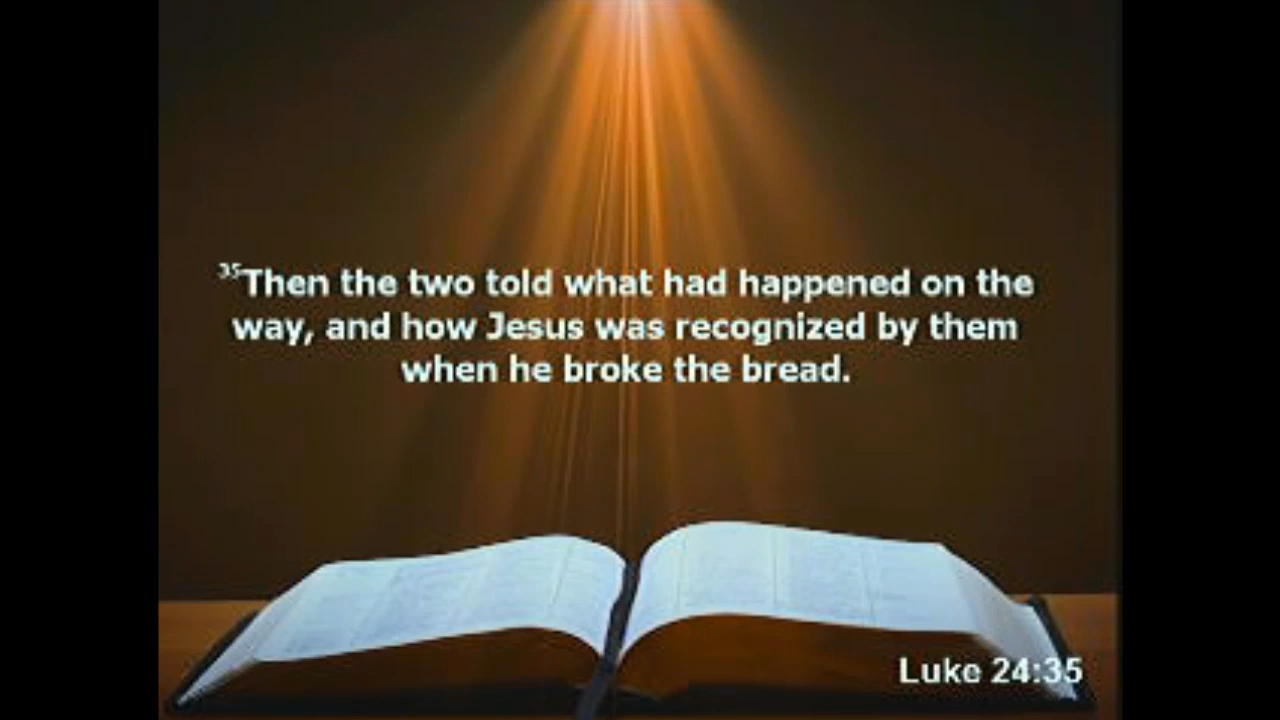 35Then the two told what had happened on the
way, and how Jesus was recognized by them
when he broke the bread.
Luke 24:35